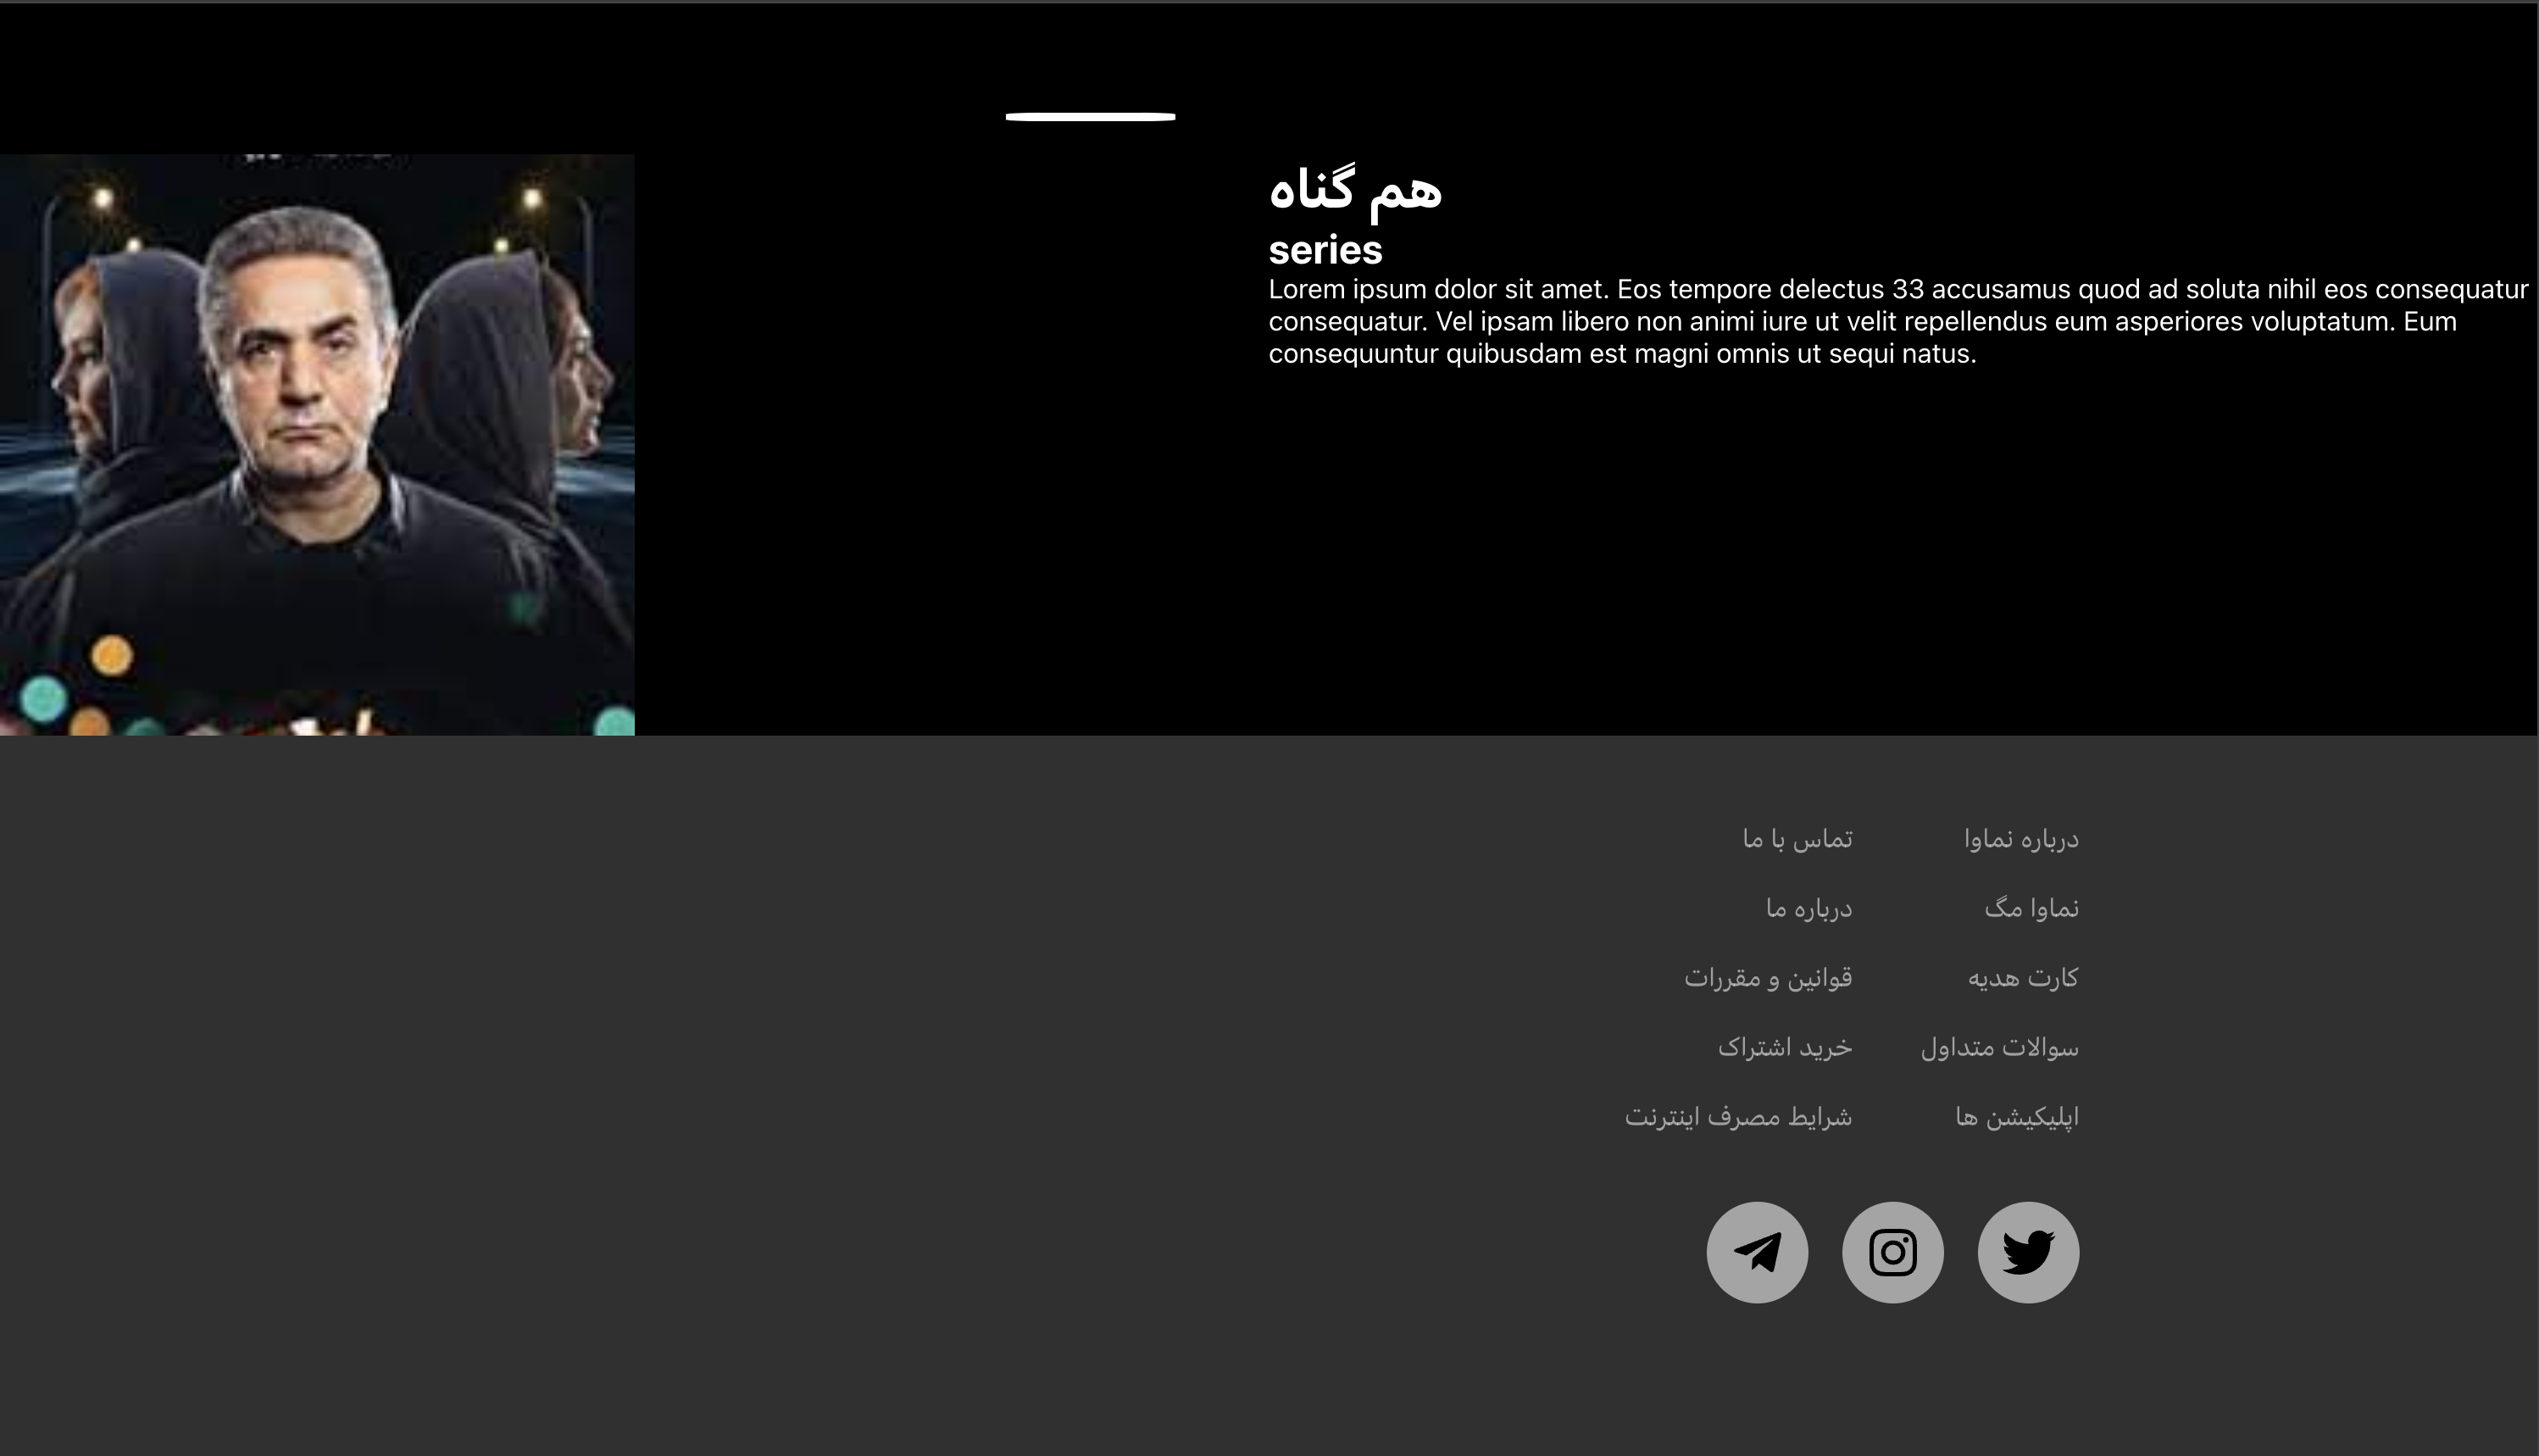 هم گناه
series
Lorem ipsum dolor sit amet. Eos tempore delectus 33 accusamus quod ad soluta nihil eos consequatur
consequatur. Vel ipsam libero non animi iure ut velit repellendus eum asperiores voluptatum. Eum
consequuntur quibusdam est magni omnis ut sequi natus.
درباره نماوا
نماوا مگ
کارت هدیه
سوالات متداول
اپلیکیشن ها
تماس با ما
درباره ما
قوانین و مقررات
خرید اشتراک
شرایط مصرف اینترنت